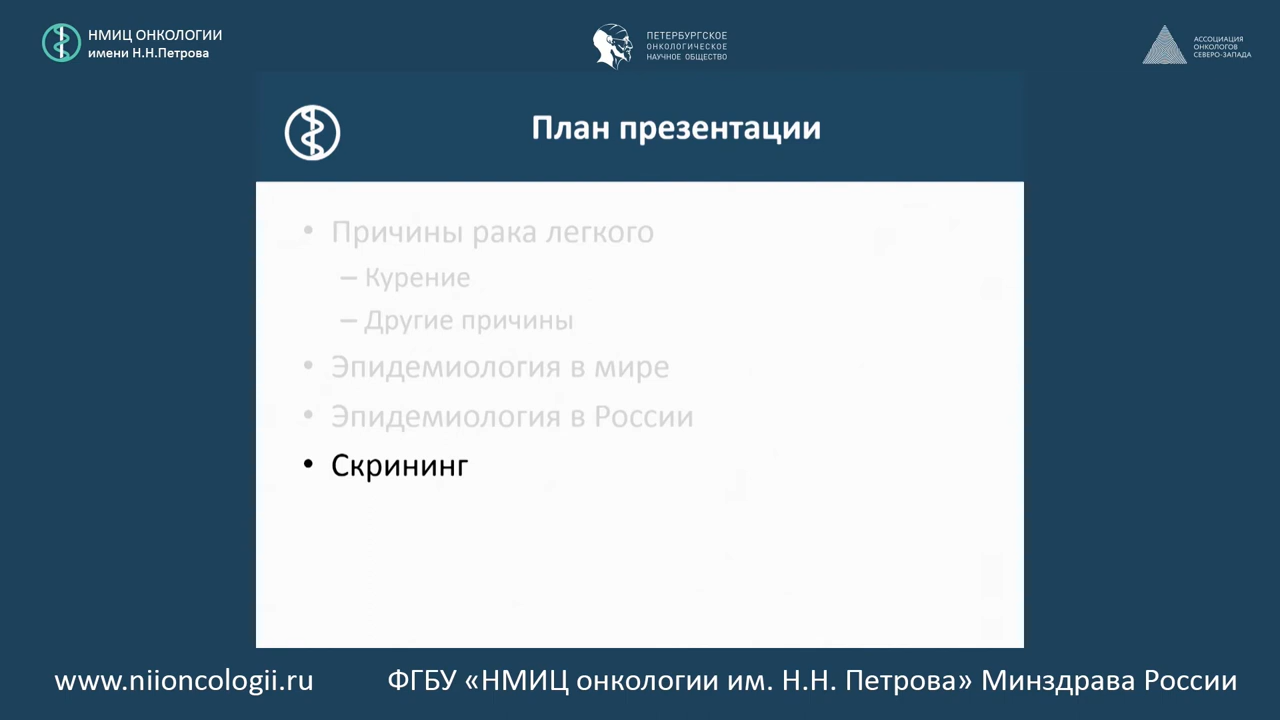 НМИЦ ОНКОЛОГИИ
имени Н.Н.Петрова
ПЕТЕРБУРГСКОЕ
ОНКОЛОГИЧЕСКОЕ
НАУЧНОЕ ОБЩЕСТВО
АССОЦИАЦИЯ
ОНКОЛОГОВ
СЕВЕРО-ЗАПАДА
План презентации
• Причины рака легкого
– Курение
– Другие причины
• Эпидемиология в мире
• Эпидемиология в России
• Скрининг
www.niioncologii.ru
ФГБУ «НМИЦ онкологии им. Н.Н. Петрова» Минздрава России